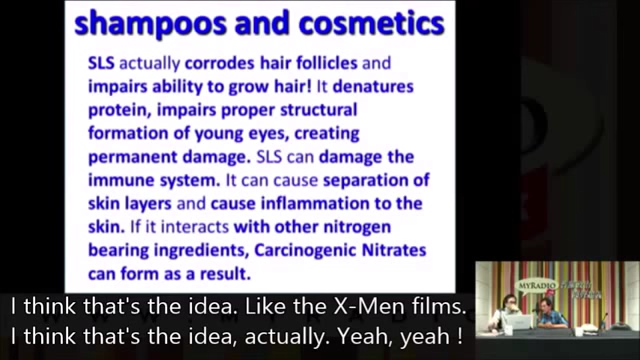 shampoos and cosmetics
SLS actually corrodes hair follicles and
impairs ability to grow hair! It denatures
protein, impairs proper structural
formation of young eyes, creating
permanent damage. SLS can damage the
immune system. It can cause separation of
skin layers and cause inflammation to the
skin. If it interacts with other nitrogen
bearing ingredients, Carcinogenic Nitrates
can form as a result.
MYRADIO
I think that's the idea. Like the X-Men films.
I think that's the idea, actually. Yeah, yeah !